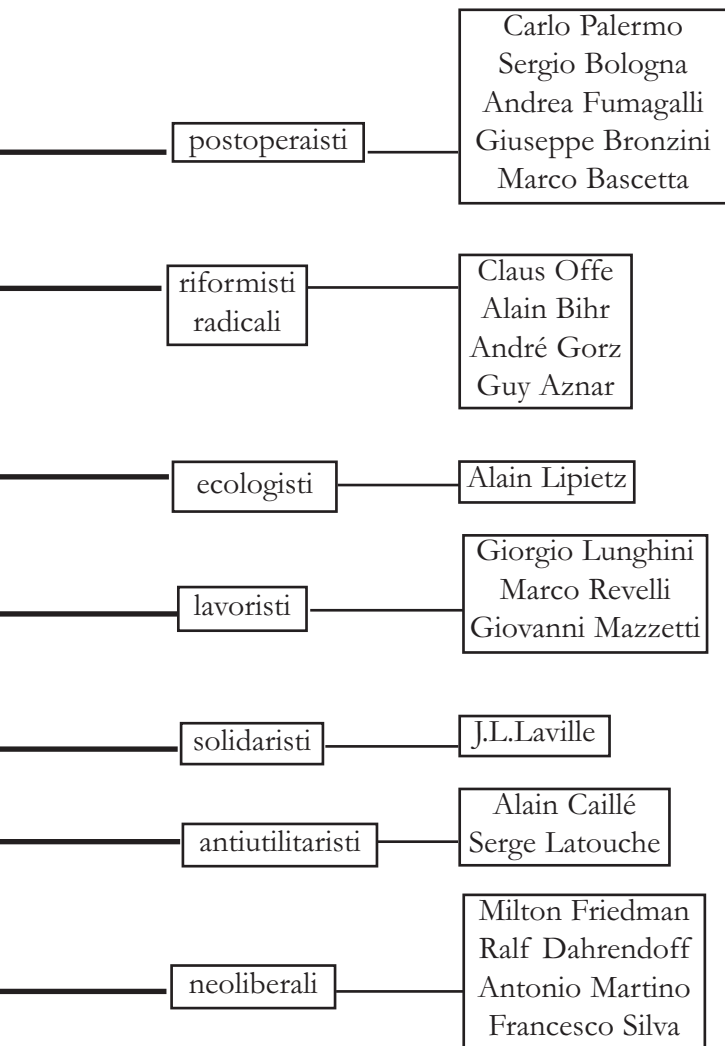 postoperaisti
Carlo Palermo
Sergio Bologna
Andrea Fumagalli
Giuseppe Bronzini
Marco Bascetta
riformisti
radicali
Claus Offe
Alain Bihr
André Gorz
Guy Aznar
ecologisti
Alain Lipietz
lavoristi
Giorgio Lunghini
Marco Revelli
Giovanni Mazzetti
solidaristi
J.L.Laville
antiutilitaristi
Alain Caillé
Serge Latouche
neoliberali
Milton Friedman
Ralf Dahrendoff
Antonio Martino
Francesco Silva